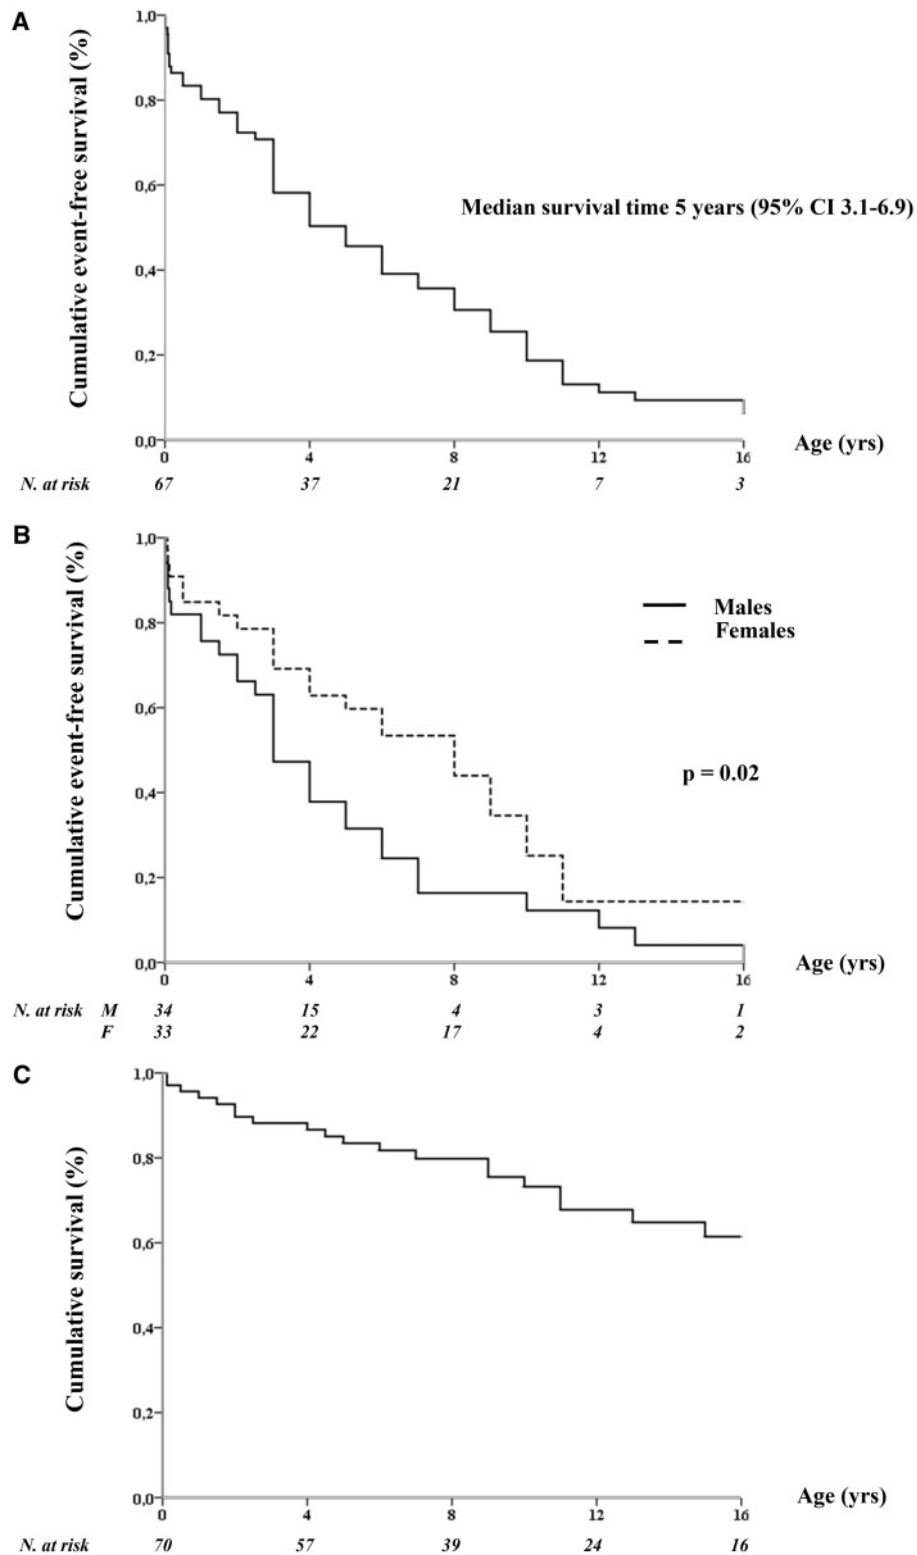 A
Cumulative event-free survival (%)
1,0
0,8
0,6
0,4
0,2
0,0
Median survival time 5 years (95% CI 3.1-6.9)
0 4 8 12 16
Age (yrs)
N. at risk 67 37 21 7 3
B
Cumulative event-free survival (%)
1,0
0,8
0,6
0,4
0,2
0,0
Males
Females
p = 0.02
0 4 8 12 16
Age (yrs)
N. at risk M 34 15 4 3 1
F 33 22 17 4 2
C
Cumulative survival (%)
1,0
0,8
0,6
0,4
0,2
0,0
0 4 8 12 16
Age (yrs)
N. at risk 70 57 39 24 16